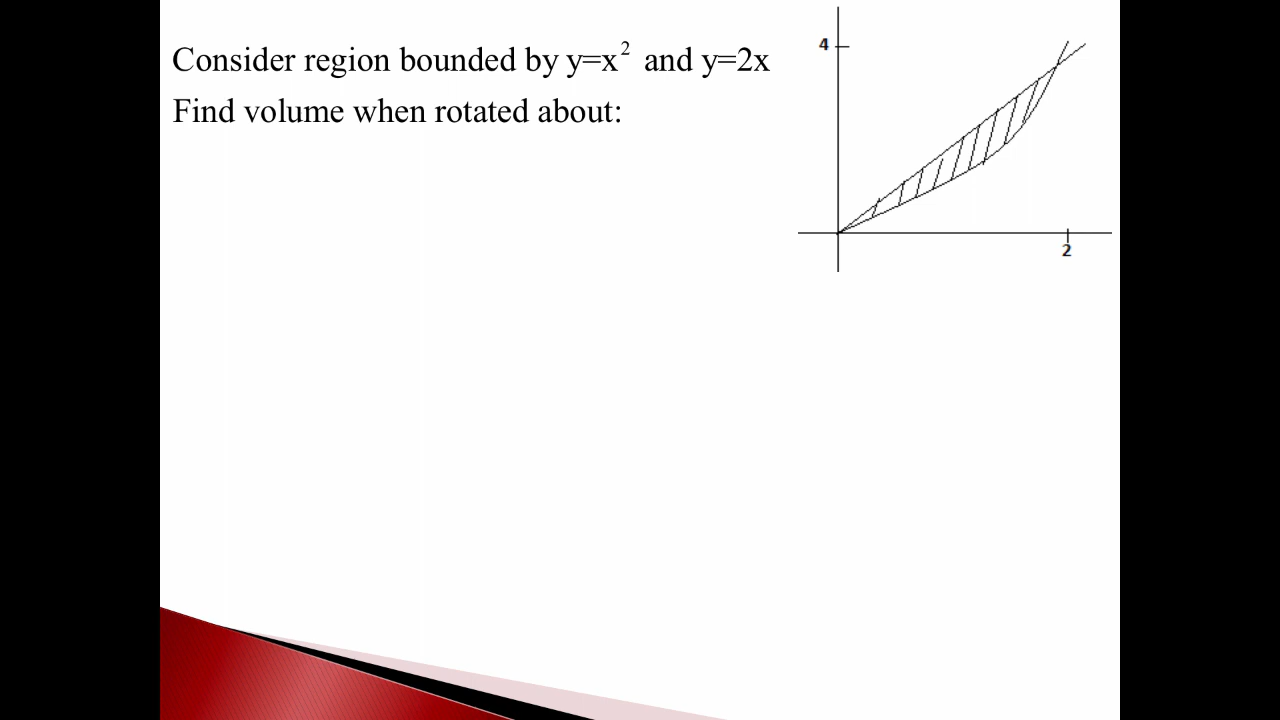 Consider region bounded by y=x² and y=2x
Find volume when rotated about:
4
2